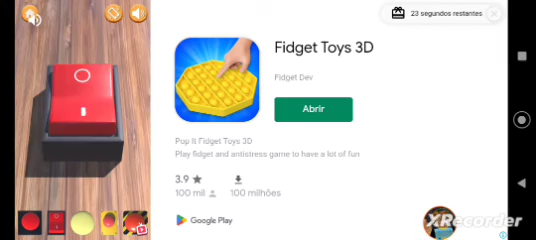 23 segundos restantes
Fidget Toys 3D
Fidget Dev
Abrir
Pop It Fidget Toys 3D
Play fidget and antistress game to have a lot of fun
3.9
100 mil
100 milhões
Google Play
XRecorder